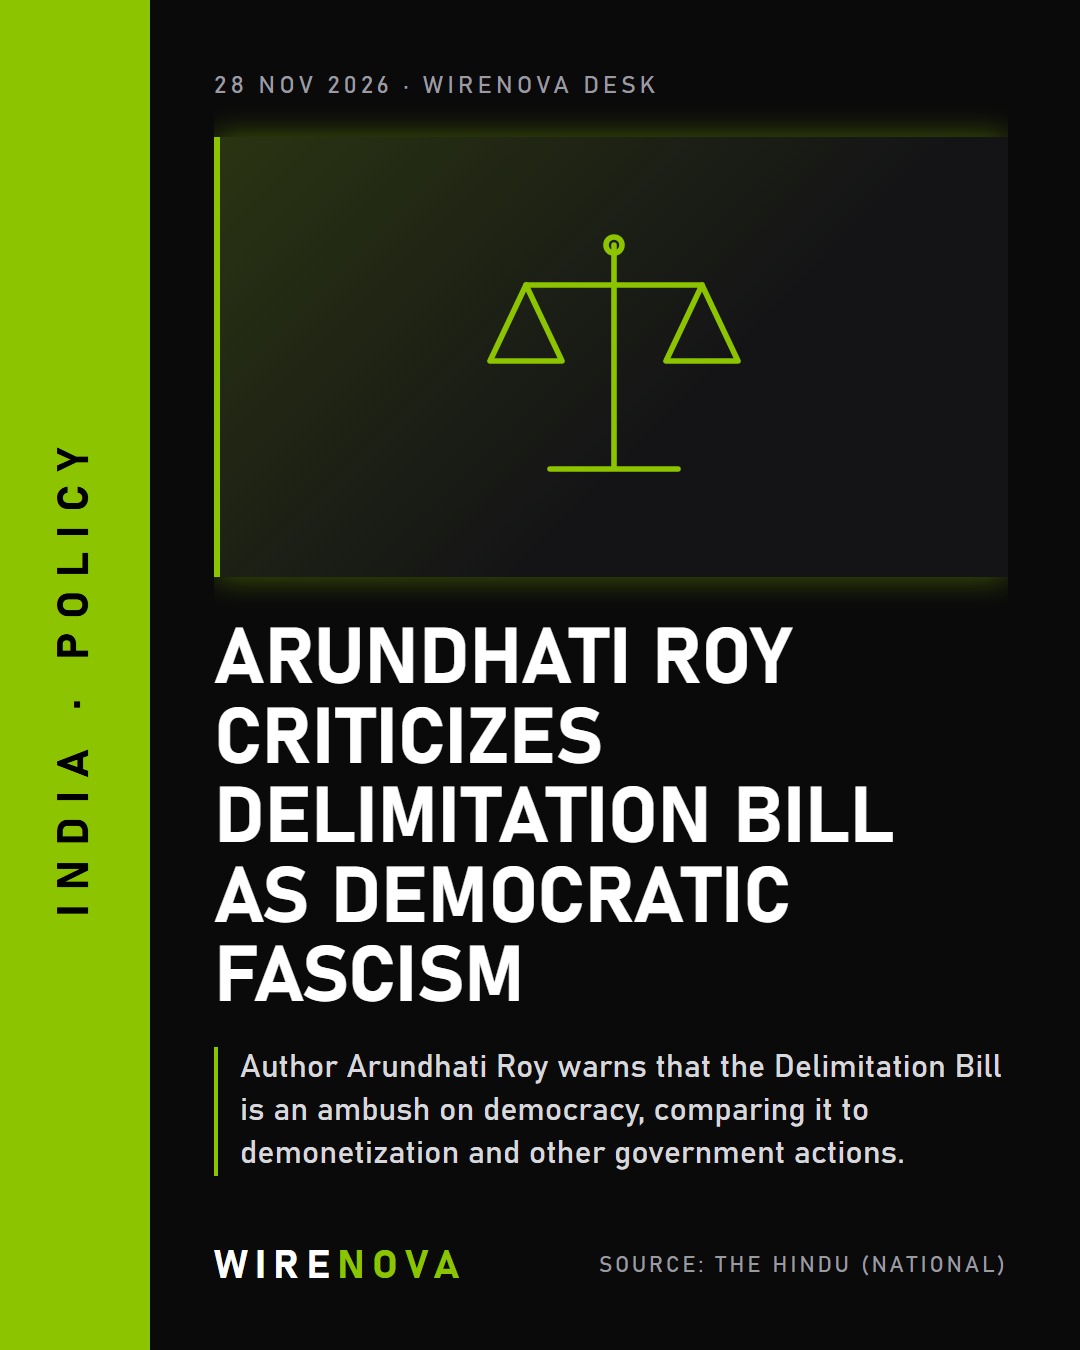 INDIA · POLICY
28 NOV 2026 · WIRENOVA DESK
ARUNDHATI ROY
CRITICIZES
DELIMITATION BILL
AS DEMOCRATIC
FASCISM
Author Arundhati Roy warns that the Delimitation Bill
is an ambush on democracy, comparing it to
demonetization and other government actions.
WIRENOVA
SOURCE: THE HINDU (NATIONAL)